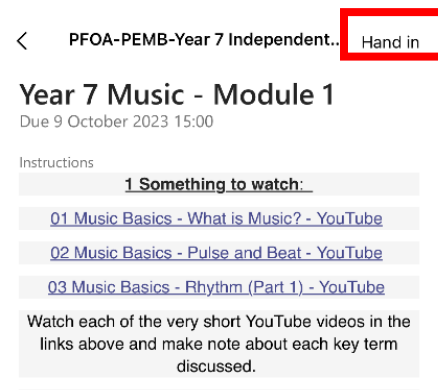 PFOA-PEMB-Year 7 Independent.. Hand in
Year 7 Music - Module 1
Due 9 October 2023 15:00
Instructions
1 Something to watch:
01 Music Basics - What is Music? - YouTube
02 Music Basics - Pulse and Beat - YouTube
03 Music Basics - Rhythm (Part 1) - YouTube
Watch each of the very short YouTube videos in the
links above and make note about each key term
discussed.